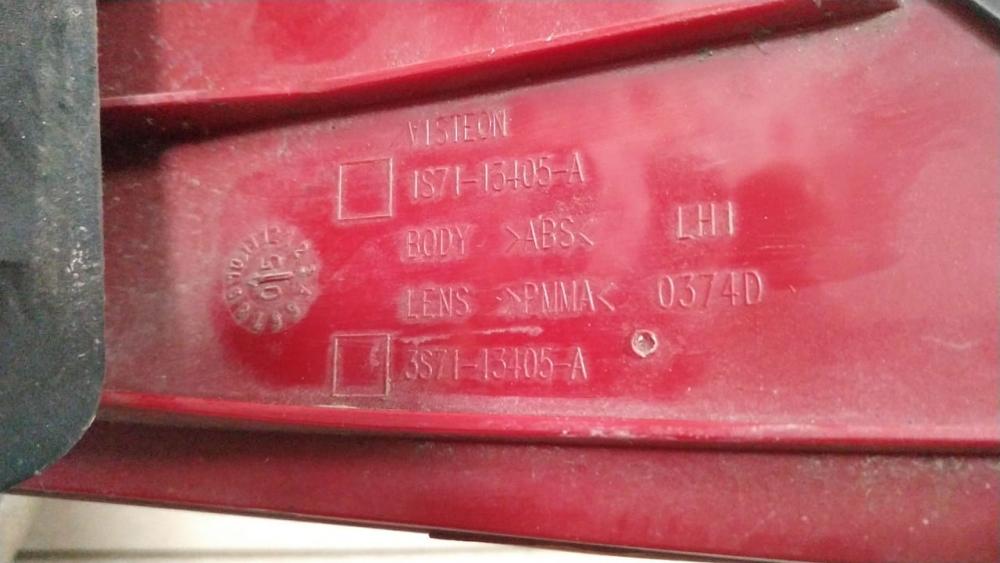 VISTEON
1S71-13405-A
BODY >ABS< LH1
LENS >PMMA< 0374D
3S71-13405-A